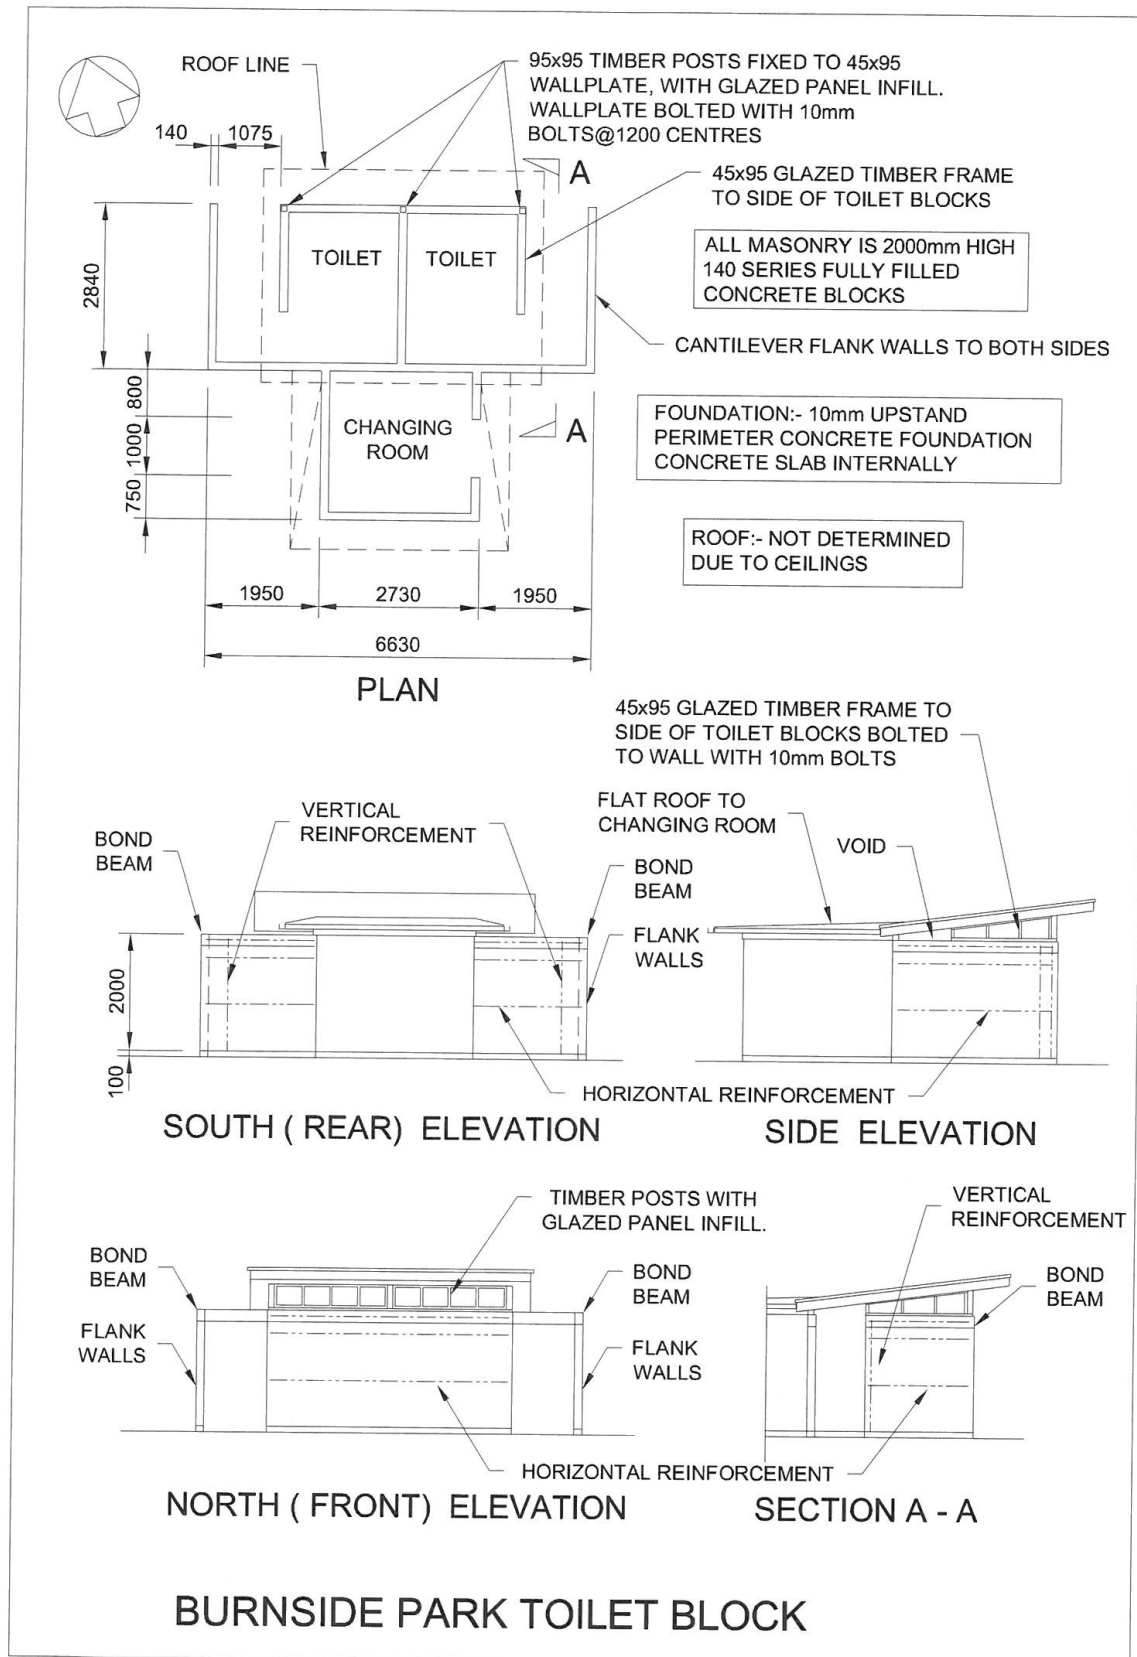 ROOF LINE
95x95 TIMBER POSTS FIXED TO 45x95
WALLPLATE, WITH GLAZED PANEL INFILL.
WALLPLATE BOLTED WITH 10mm
BOLTS@1200 CENTRES
140
1075
A
45x95 GLAZED TIMBER FRAME
TO SIDE OF TOILET BLOCKS
TOILET
TOILET
ALL MASONRY IS 2000mm HIGH
140 SERIES FULLY FILLED
CONCRETE BLOCKS
2840
CANTILEVER FLANK WALLS TO BOTH SIDES
800
1000
750
CHANGING
ROOM
A
FOUNDATION:- 10mm UPSTAND
PERIMETER CONCRETE FOUNDATION
CONCRETE SLAB INTERNALLY
ROOF:- NOT DETERMINED
DUE TO CEILINGS
1950
2730
1950
6630
PLAN
45x95 GLAZED TIMBER FRAME TO
SIDE OF TOILET BLOCKS BOLTED
TO WALL WITH 10mm BOLTS
VERTICAL
REINFORCEMENT
FLAT ROOF TO
CHANGING ROOM
BOND
BEAM
VOID
BOND
BEAM
FLANK
WALLS
2000
100
HORIZONTAL REINFORCEMENT
SOUTH ( REAR) ELEVATION
SIDE ELEVATION
TIMBER POSTS WITH
GLAZED PANEL INFILL.
VERTICAL
REINFORCEMENT
BOND
BEAM
BOND
BEAM
BOND
BEAM
FLANK
WALLS
FLANK
WALLS
HORIZONTAL REINFORCEMENT
NORTH ( FRONT) ELEVATION
SECTION A - A
BURNSIDE PARK TOILET BLOCK